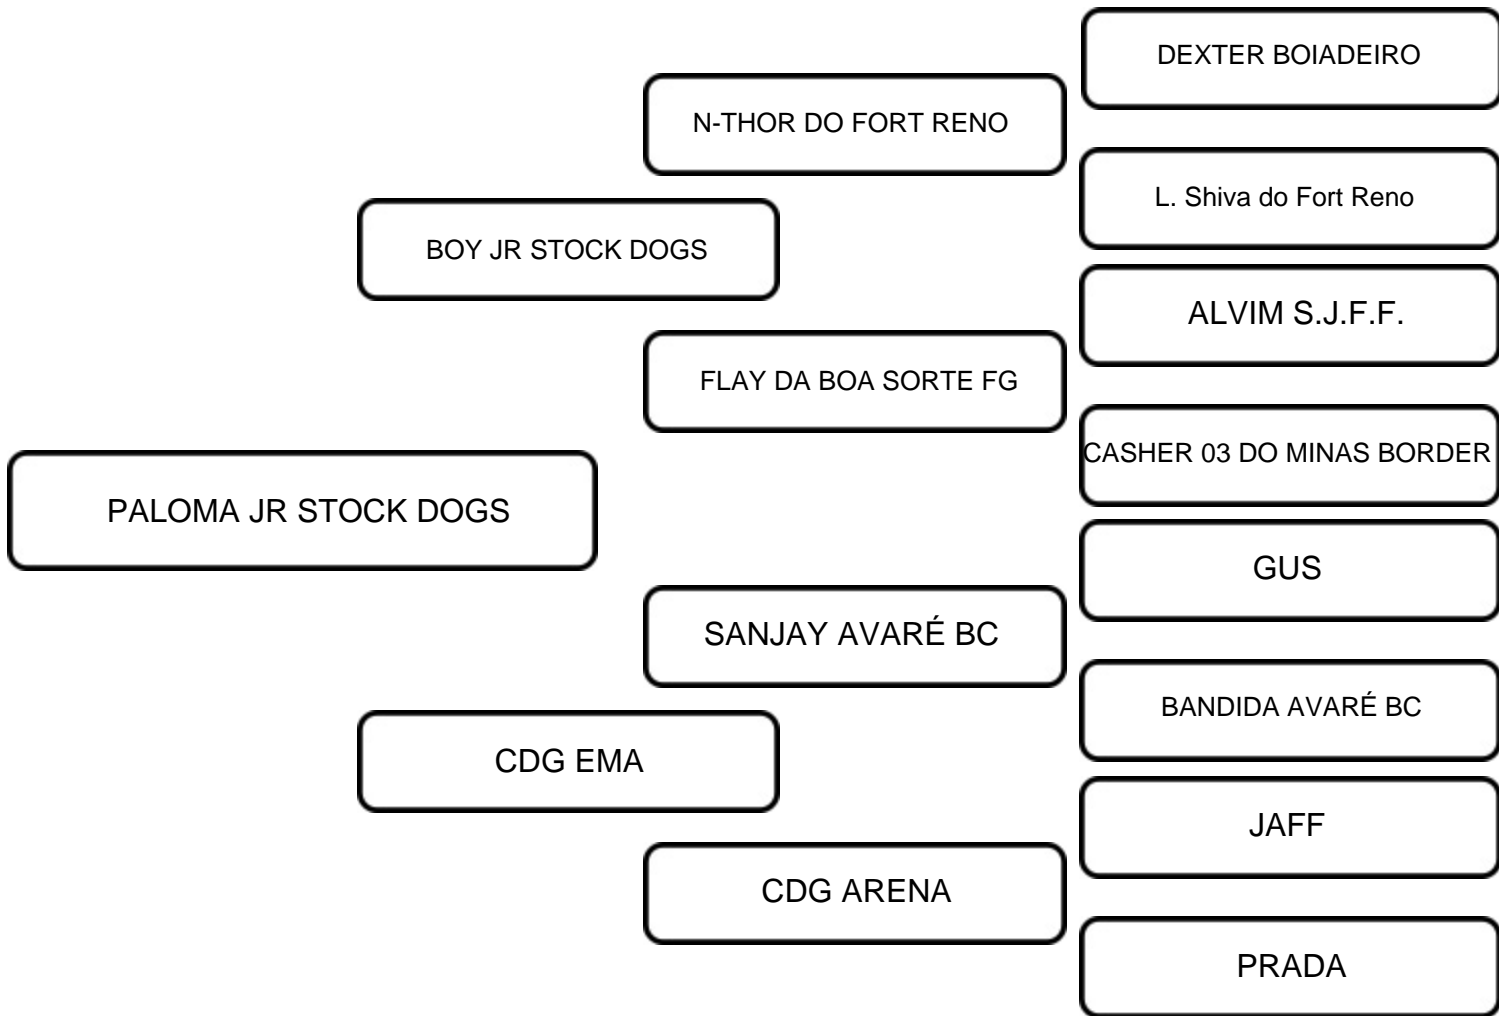 DEXTER BOIADEIRO
N-THOR DO FORT RENO
L. Shiva do Fort Reno
BOY JR STOCK DOGS
ALVIM S.J.F.F.
FLAY DA BOA SORTE FG
CASHER 03 DO MINAS BORDER
PALOMA JR STOCK DOGS
GUS
SANJAY AVARÉ BC
BANDIDA AVARÉ BC
CDG EMA
JAFF
CDG ARENA
PRADA